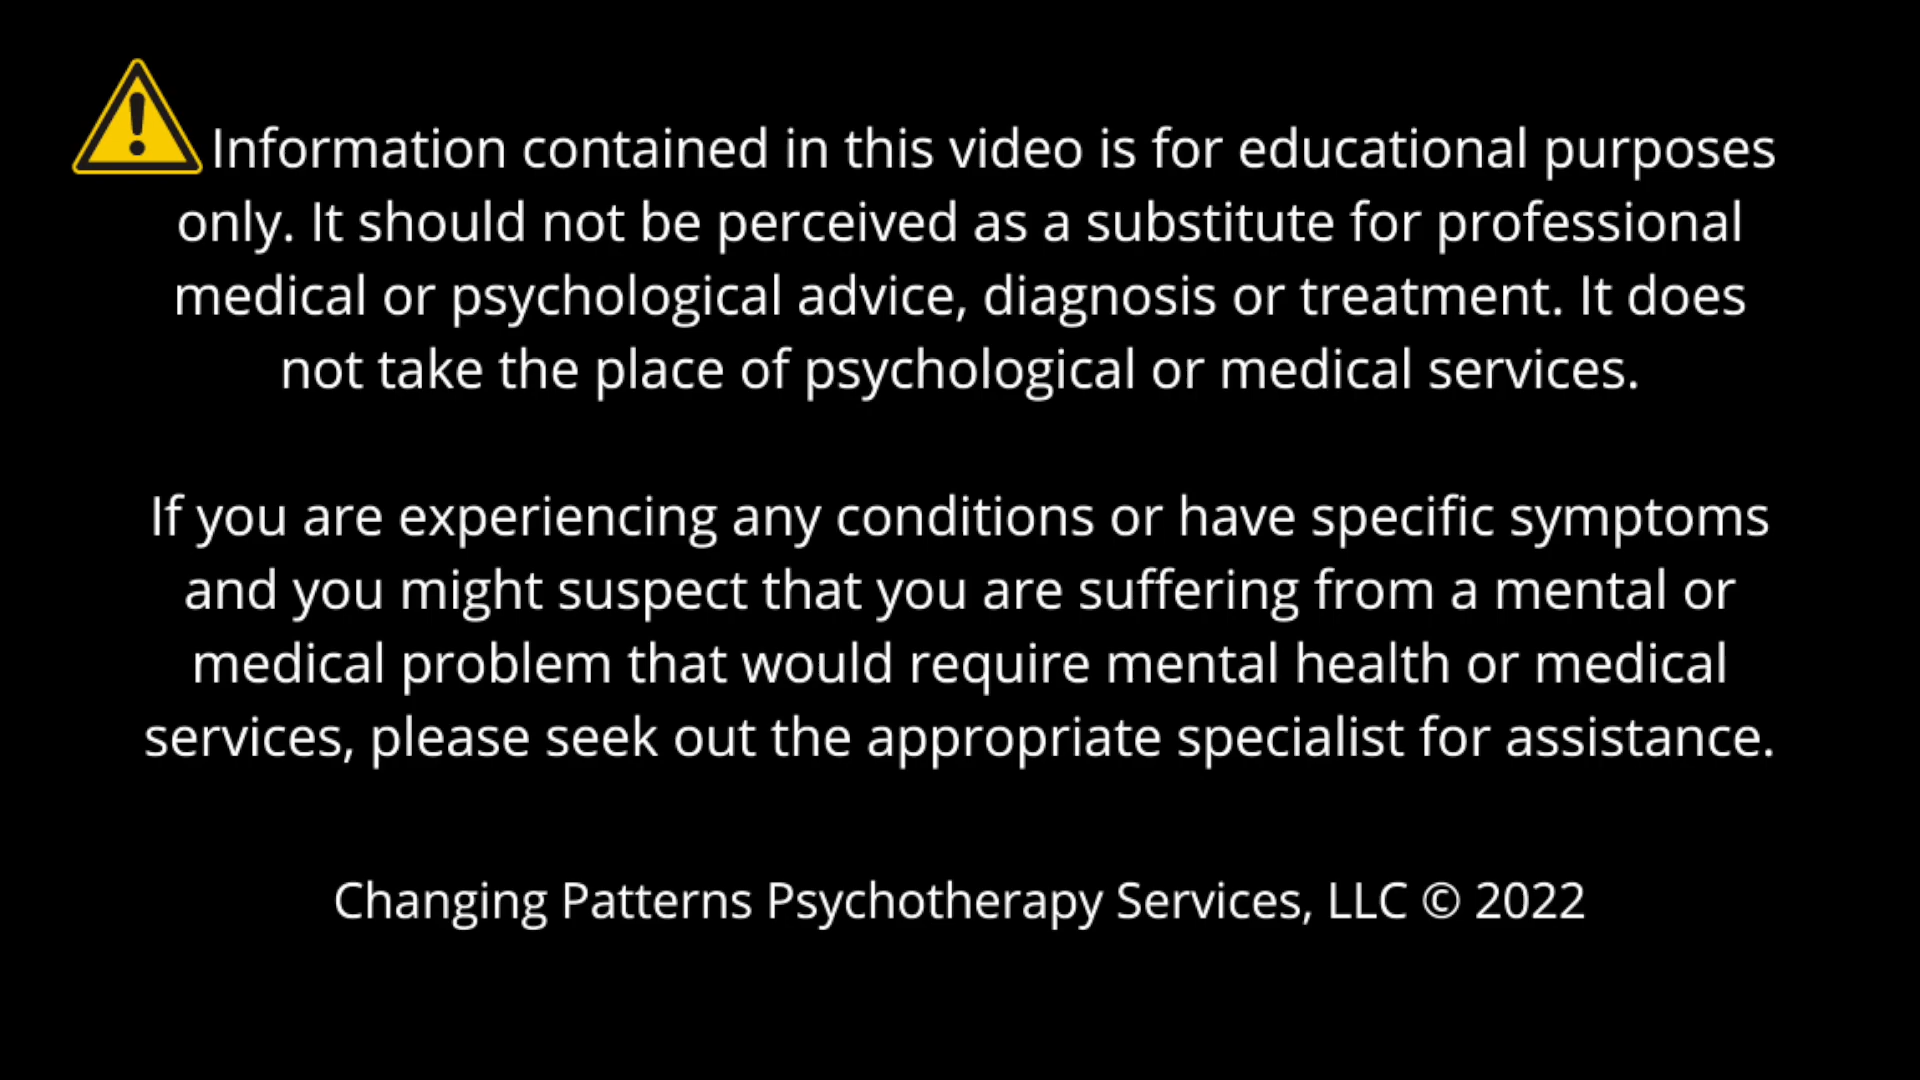 Information contained in this video is for educational purposes
only. It should not be perceived as a substitute for professional
medical or psychological advice, diagnosis or treatment. It does
not take the place of psychological or medical services.
If you are experiencing any conditions or have specific symptoms
and you might suspect that you are suffering from a mental or
medical problem that would require mental health or medical
services, please seek out the appropriate specialist for assistance.
Changing Patterns Psychotherapy Services, LLC © 2022